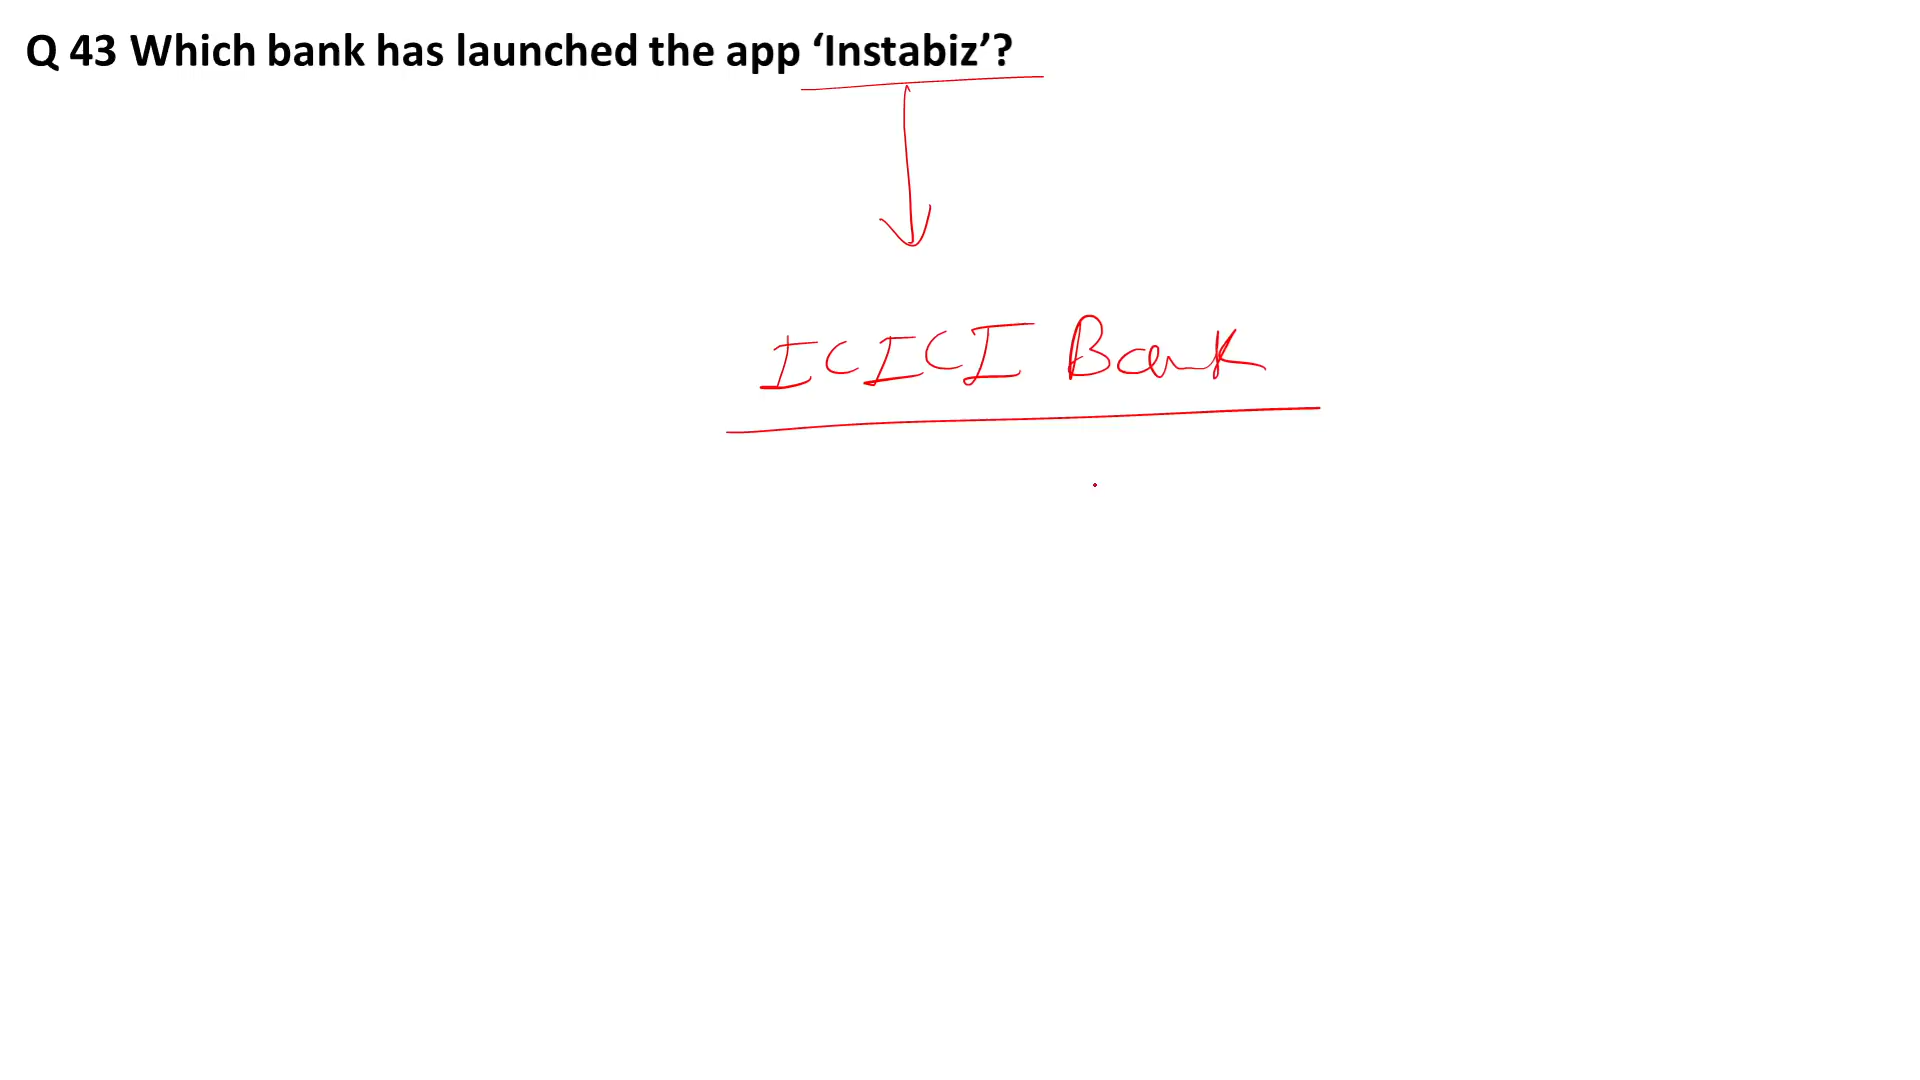 Q 43 Which bank has launched the app ‘Instabiz’?
ICICI Bank